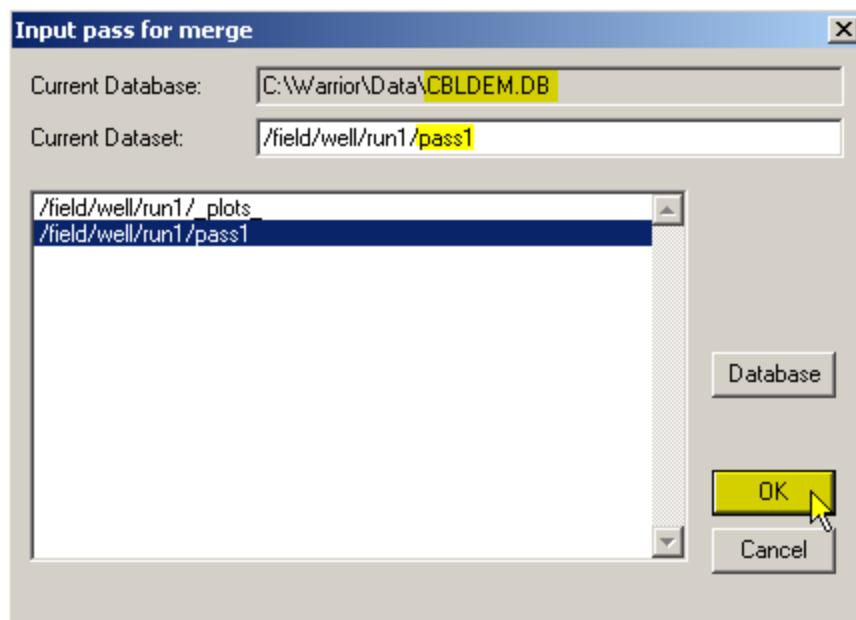 Input pass for merge
Current Database: C:\Warrior\Data\CBLDEM.DB
Current Dataset: /field/well/run1/pass1
/field/well/run1/_plots_
/field/well/run1/pass1
Database
OK
Cancel